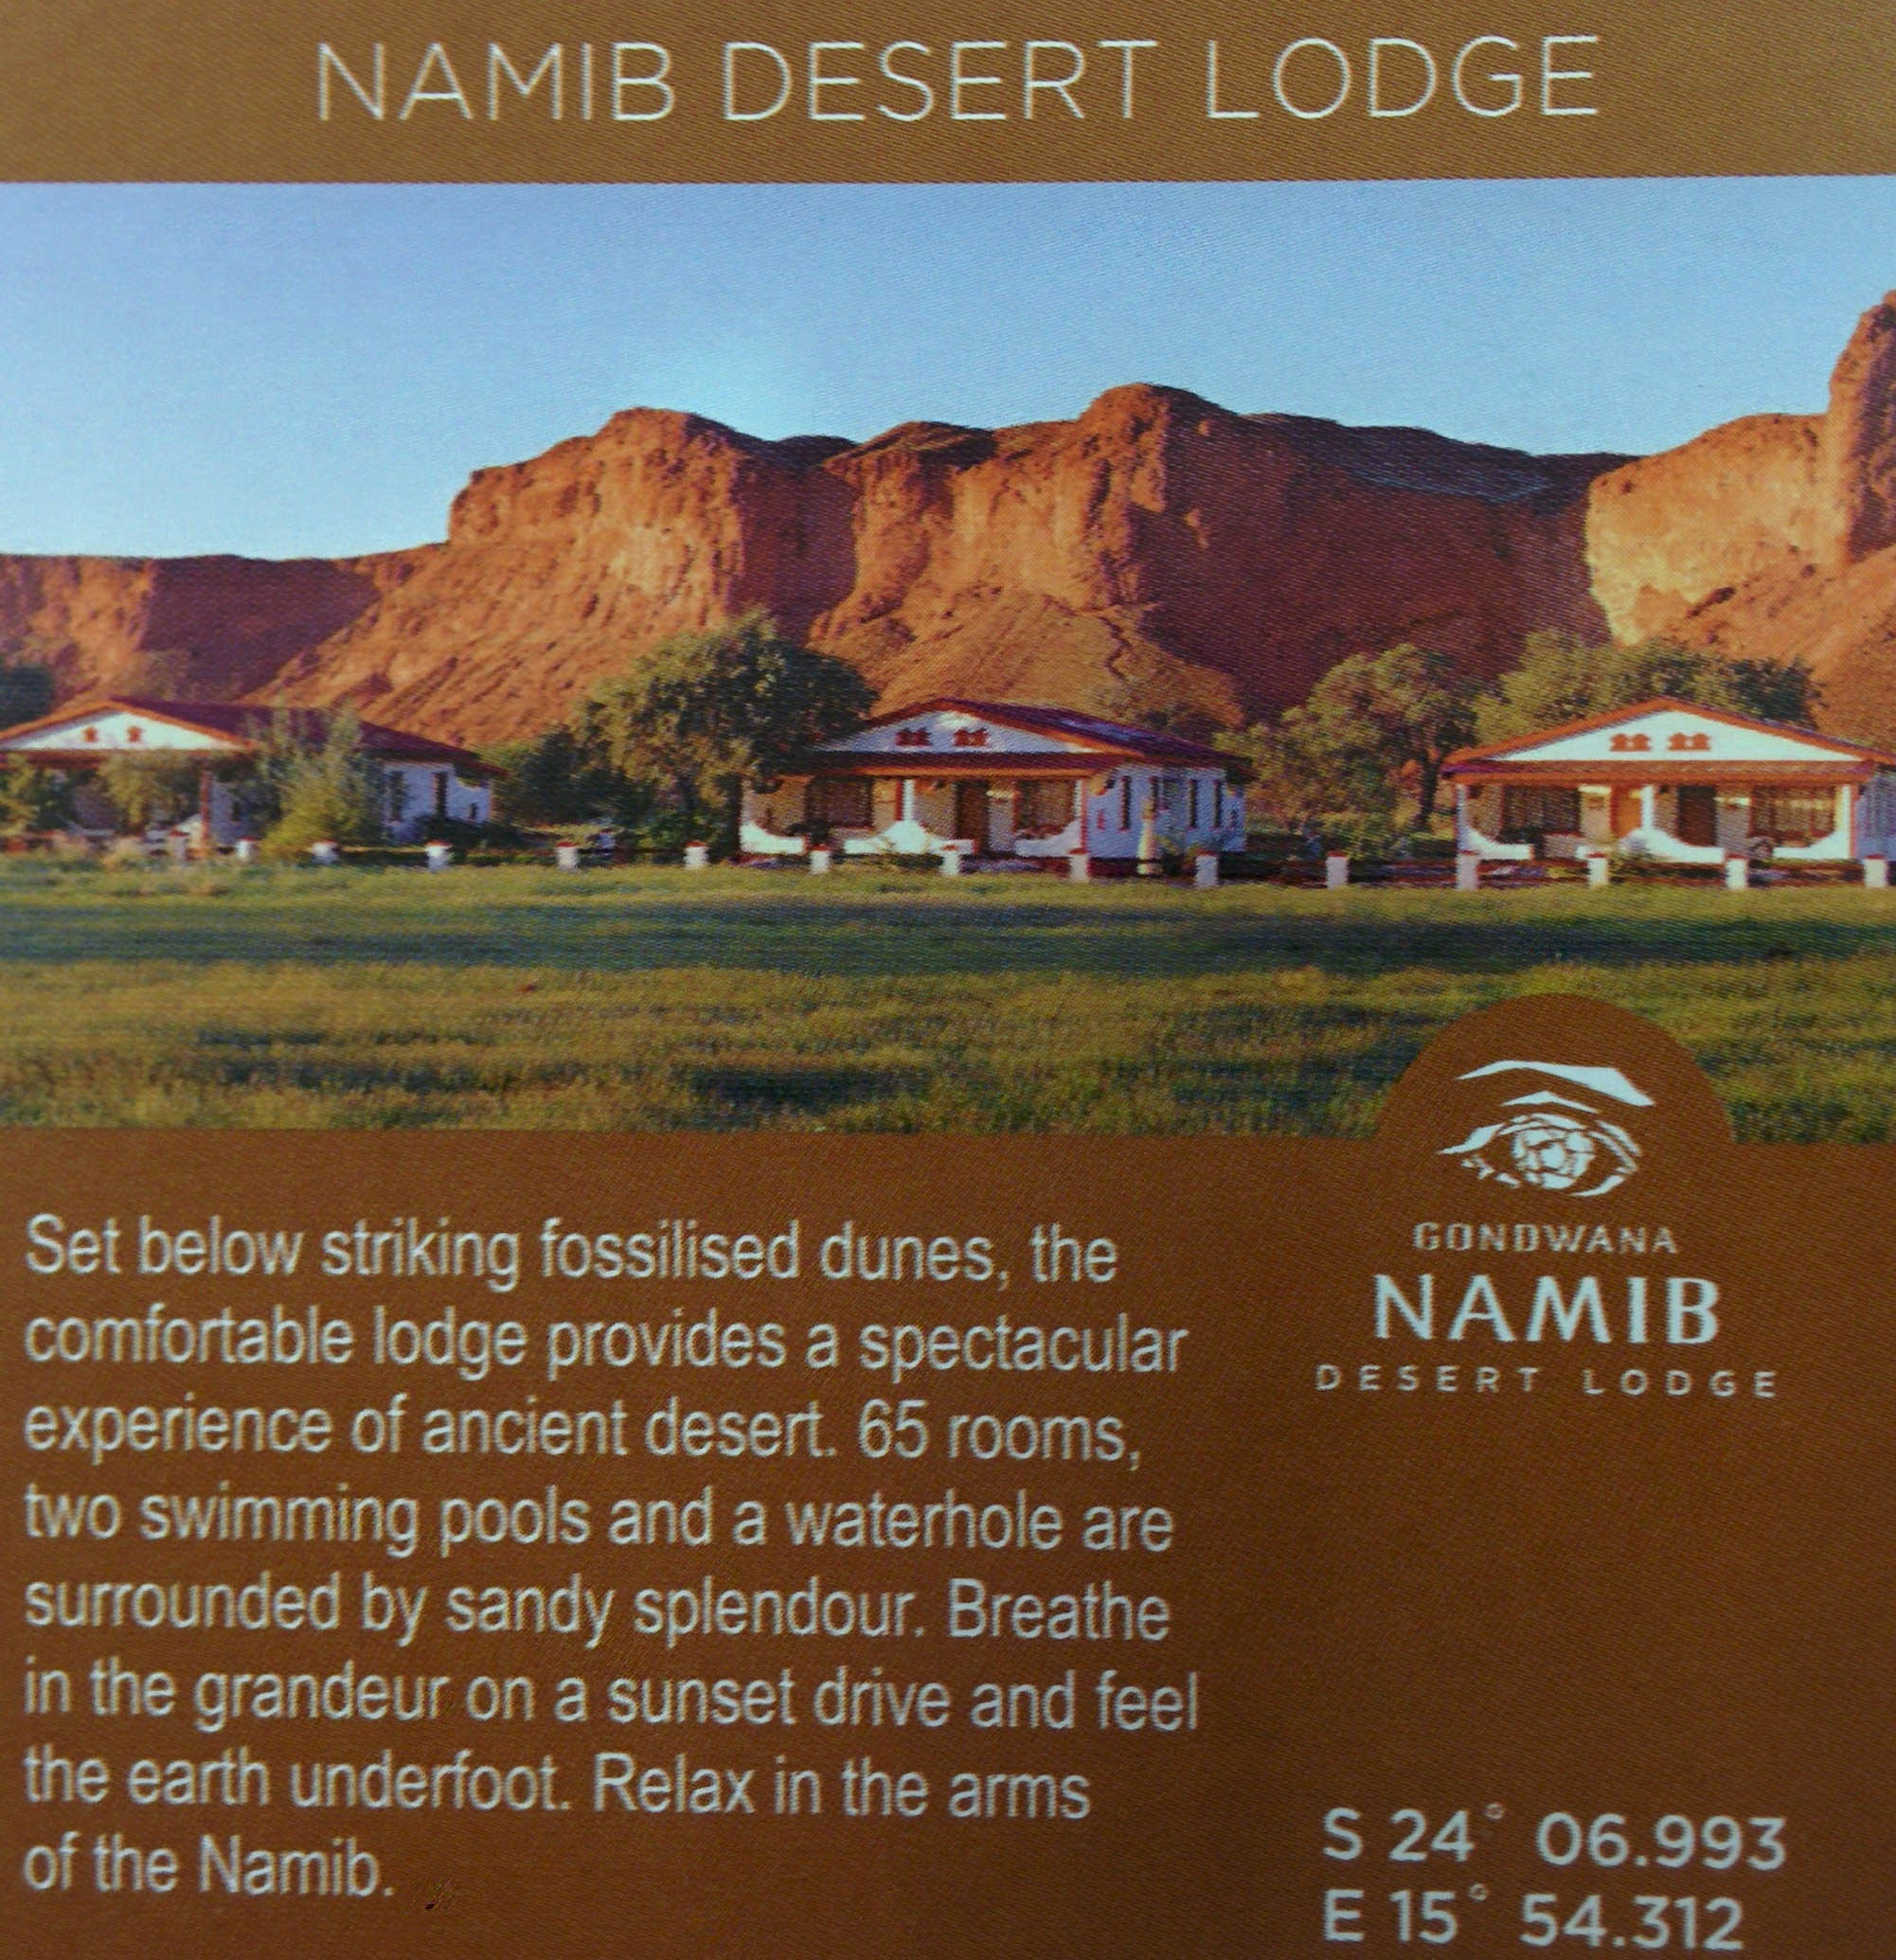 NAMIB DESERT LODGE
Set below striking fossilised dunes, the
comfortable lodge provides a spectacular
experience of ancient desert. 65 rooms,
two swimming pools and a waterhole are
surrounded by sandy splendour. Breathe
in the grandeur on a sunset drive and feel
the earth underfoot. Relax in the arms
of the Namib.
GONDWANA
NAMIB
DESERT LODGE
S 24° 06.993
E 15° 54.312